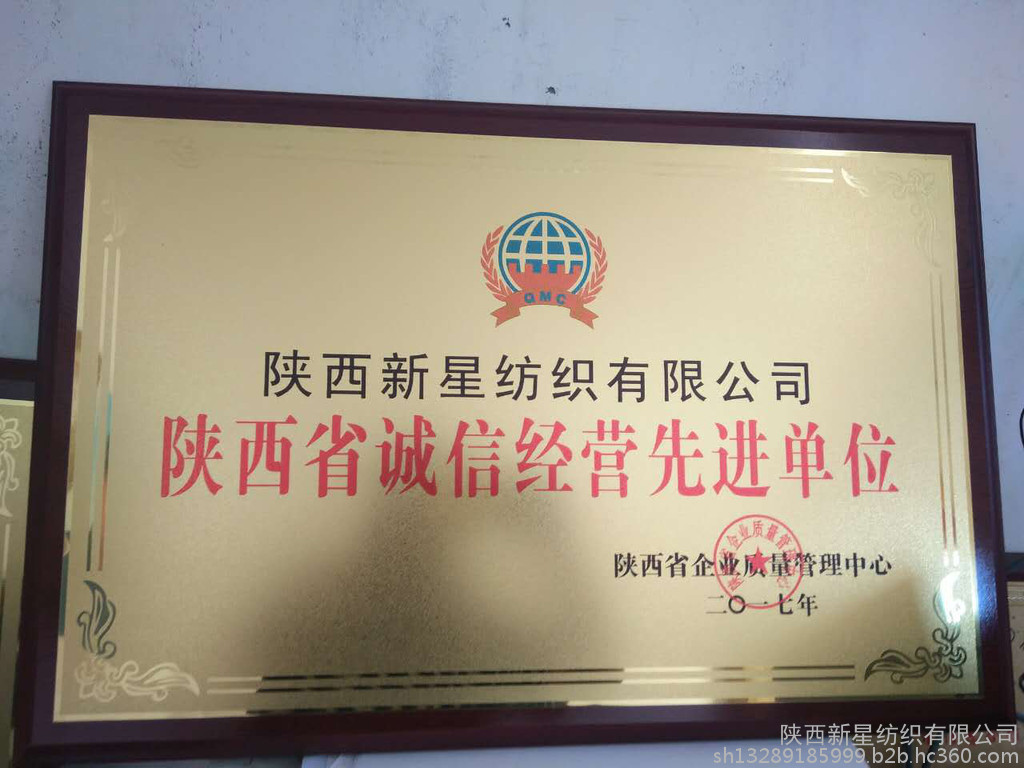 QMC
陕西新星纺织有限公司
陕西省诚信经营先进单位
陕西省企业质量管理中心
二〇一七年
陕西新星纺织有限公司
sh13289185999.b2b.hc360.com